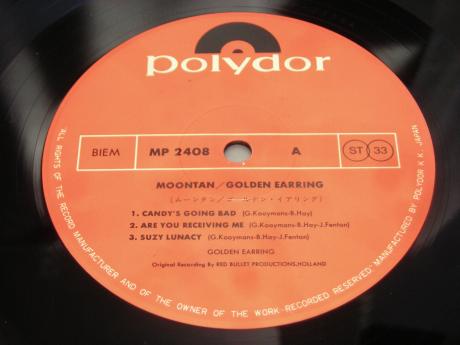 polydor
BIEM MP 2408 A ST 33
MOONTAN/GOLDEN EARRING
(ムーンタン/ゴールデン・イアリング)
1. CANDY'S GOING BAD (G.Kooymans-B.Hay)
2. ARE YOU RECEIVING ME (G.Kooymans-B.Hay-J.Fenton)
3. SUZY LUNACY (G.Kooymans-B.Hay-J.Fenton)
GOLDEN EARRING
Original Recording By RED BULLET PRODUCTIONS,HOLLAND
"ALL RIGHTS OF THE RECORD MANUFACTURER AND OF THE OWNER OF THE WORK·RECORDED RESERVED" MANUFACTURED BY POLYDOR K.K. JAPAN